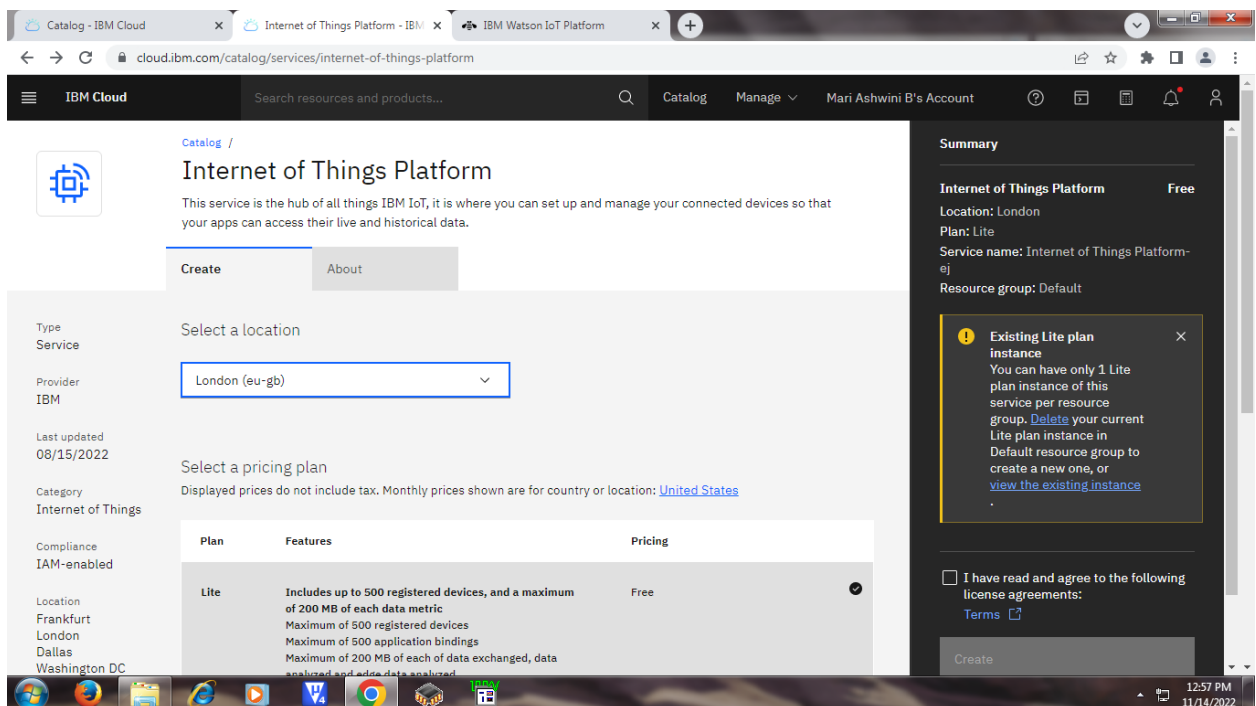 Catalog - IBM Cloud
Internet of Things Platform - IBM
IBM Watson IoT Platform
cloud.ibm.com/catalog/services/internet-of-things-platform
IBM Cloud
Search resources and products...
Catalog
Manage
Mari Ashwini B's Account
Catalog /
Internet of Things Platform
This service is the hub of all things IBM IoT, it is where you can set up and manage your connected devices so that
your apps can access their live and historical data.
Create
About
Type
Service
Provider
IBM
Last updated
08/15/2022
Category
Internet of Things
Compliance
IAM-enabled
Location
Frankfurt
London
Dallas
Washington DC
Select a location
London (eu-gb)
Select a pricing plan
Displayed prices do not include tax. Monthly prices shown are for country or location: United States
Plan
Features
Pricing
Lite
Includes up to 500 registered devices, and a maximum
of 200 MB of each data metric
Free
Maximum of 500 registered devices
Maximum of 500 application bindings
Maximum of 200 MB of each of data exchanged, data
analyzed and edge data analyzed
Summary
Internet of Things Platform
Free
Location: London
Plan: Lite
Service name: Internet of Things Platform-
ej
Resource group: Default
Existing Lite plan
instance
You can have only 1 Lite
plan instance of this
service per resource
group. Delete your current
Lite plan instance in
Default resource group to
create a new one, or
view the existing instance
.
I have read and agree to the following
license agreements:
Terms
Create
12:57 PM
11/14/2022